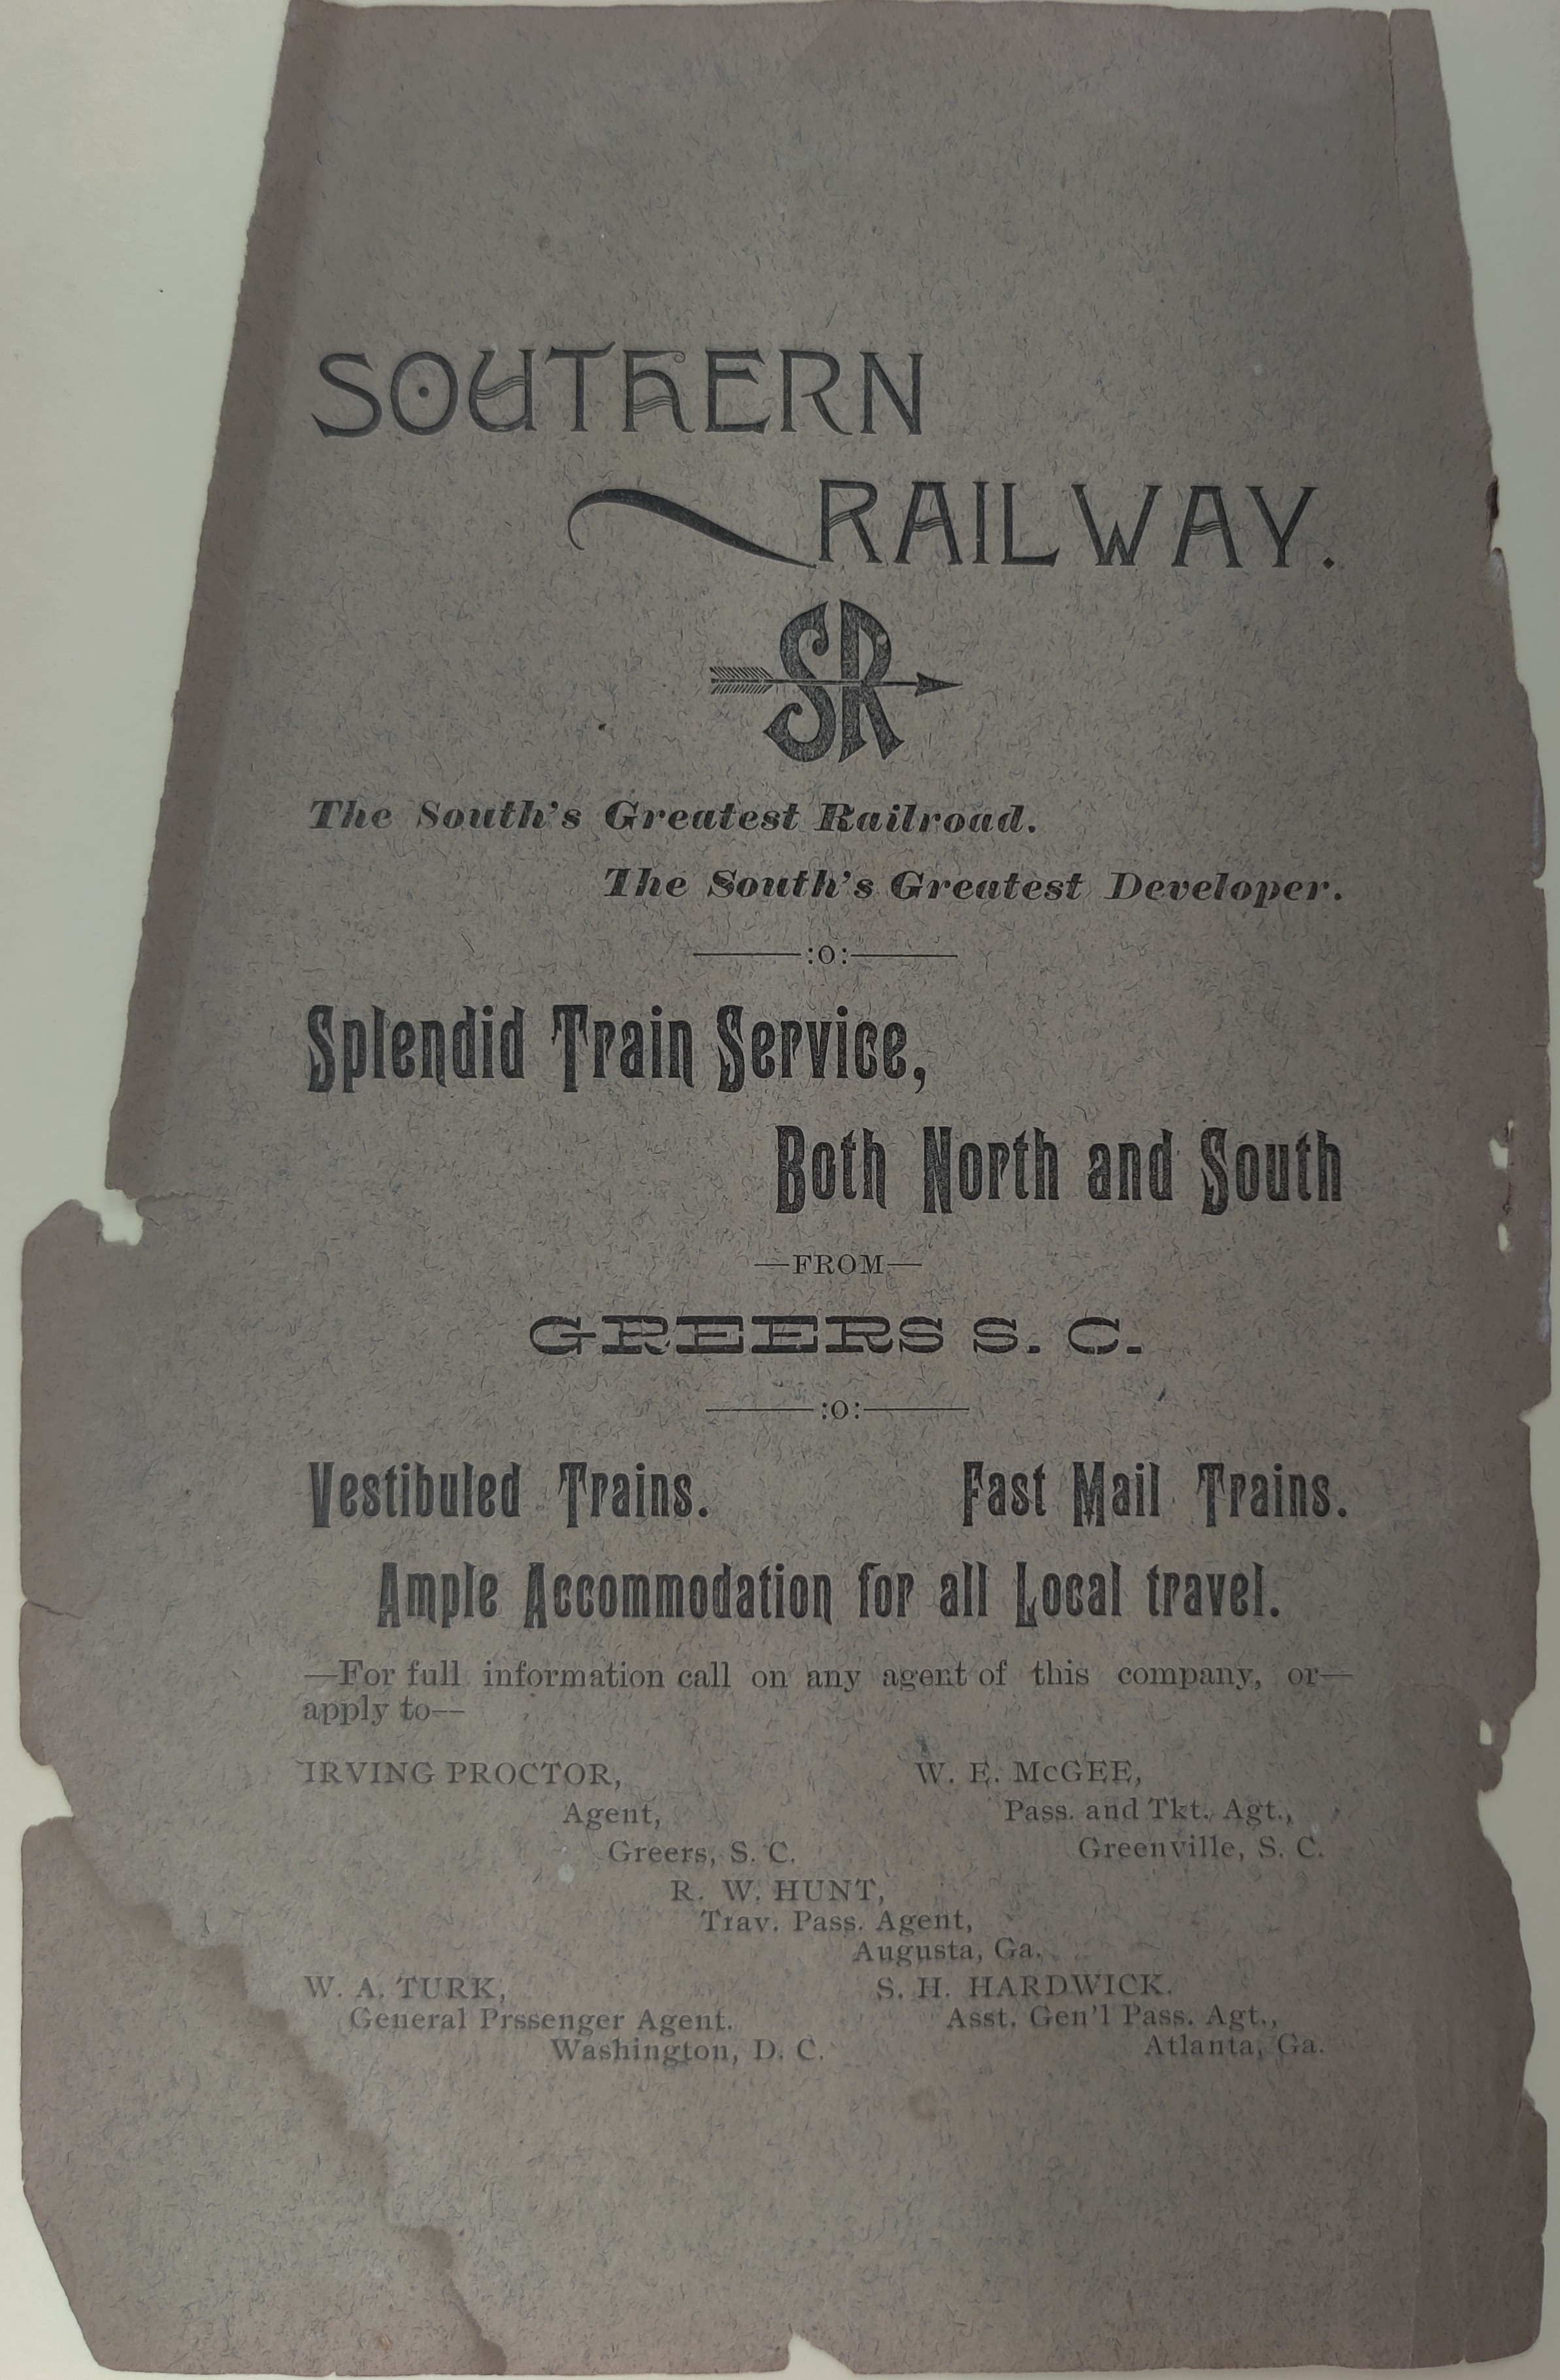 SOUTHERN
RAILWAY.
SR
The South's Greatest Railroad.
The South's Greatest Developer.
:o:
Splendid Train Service,
Both North and South
—FROM—
GREERS S. C.
:o:
Vestibuled Trains. Fast Mail Trains.
Ample Accommodation for all Local travel.
—For full information call on any agent of this company, or—
apply to—
IRVING PROCTOR, W. E. McGEE,
Agent, Pass. and Tkt. Agt.,
Greers, S. C. Greenville, S. C.
R. W. HUNT,
Trav. Pass. Agent,
Augusta, Ga.
W. A. TURK, S. H. HARDWICK.
General Prssenger Agent. Asst. Gen'l Pass. Agt.,
Washington, D. C. Atlanta, Ga.